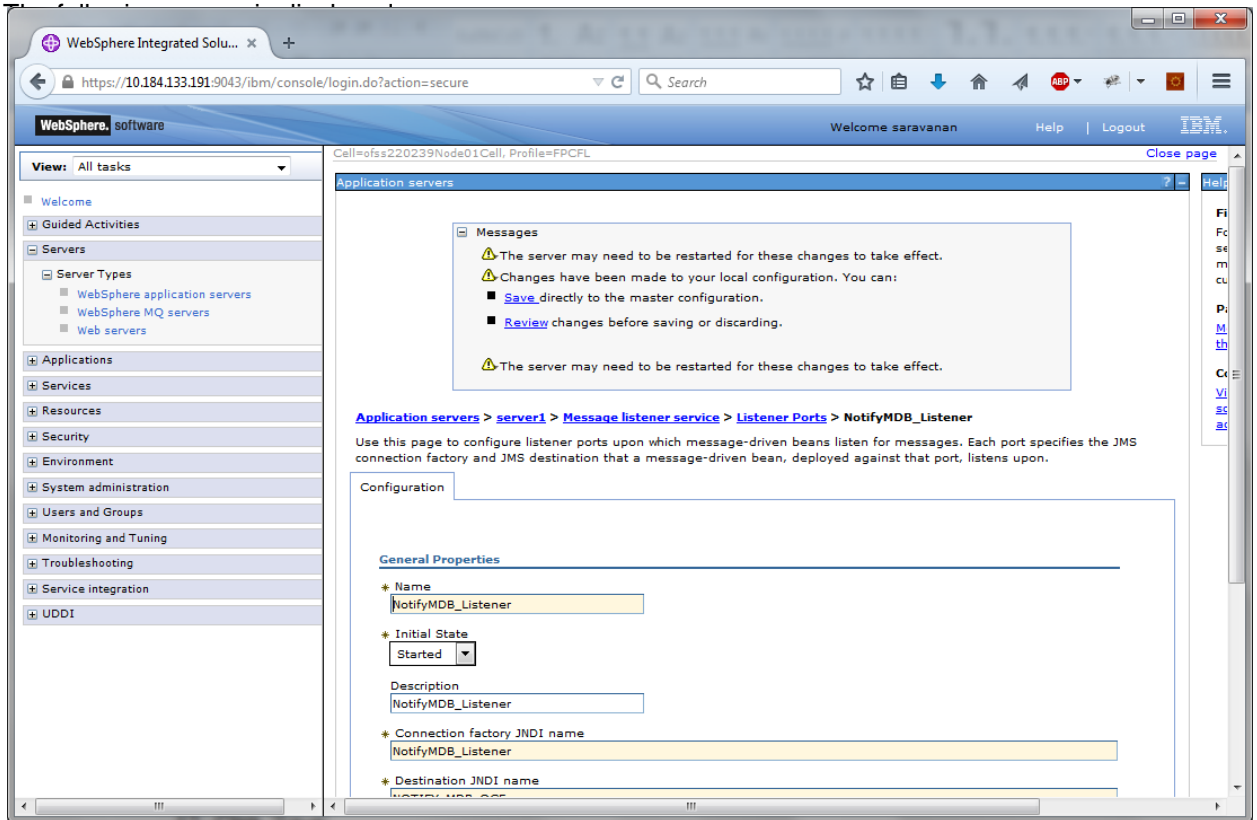 WebSphere Integrated Solu... × +
https://10.184.133.191:9043/ibm/console/login.do?action=secure
Search
ABP
WebSphere. software
Welcome saravanan
Help | Logout
IBM.
View: All tasks
Welcome
Guided Activities
Servers
Server Types
WebSphere application servers
WebSphere MQ servers
Web servers
Applications
Services
Resources
Security
Environment
System administration
Users and Groups
Monitoring and Tuning
Troubleshooting
Service integration
UDDI
Cell=ofss220239Node01Cell, Profile=FPCFL
Close page
Application servers
? -
Messages
The server may need to be restarted for these changes to take effect.
Changes have been made to your local configuration. You can:
Save directly to the master configuration.
Review changes before saving or discarding.
The server may need to be restarted for these changes to take effect.
Application servers > server1 > Message listener service > Listener Ports > NotifyMDB_Listener
Use this page to configure listener ports upon which message-driven beans listen for messages. Each port specifies the JMS
connection factory and JMS destination that a message-driven bean, deployed against that port, listens upon.
Configuration
General Properties
* Name
NotifyMDB_Listener
* Initial State
Started
Description
NotifyMDB_Listener
* Connection factory JNDI name
NotifyMDB_Listener
* Destination JNDI name